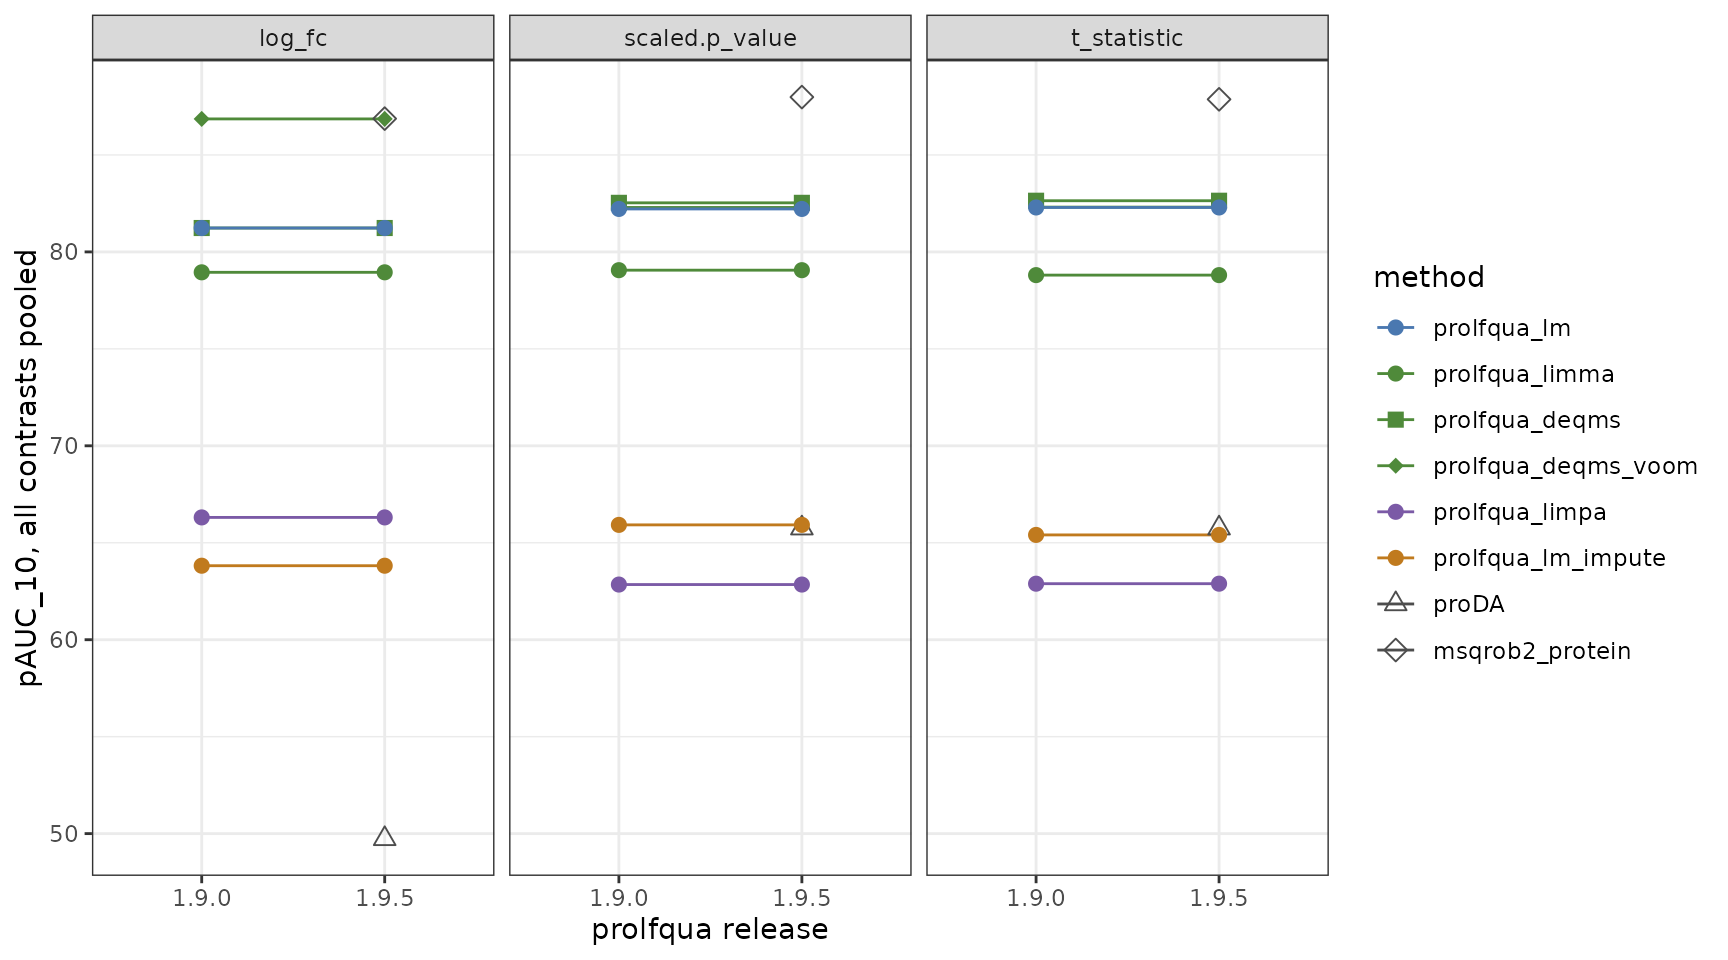 log_fc
scaled.p_value
t_statistic
pAUC_10, all contrasts pooled
80
70
60
50
1.9.0
1.9.5
1.9.0
1.9.5
1.9.0
1.9.5
prolfqua release
method
prolfqua_lm
prolfqua_limma
prolfqua_deqms
prolfqua_deqms_voom
prolfqua_limpa
prolfqua_lm_impute
proDA
msqrob2_protein